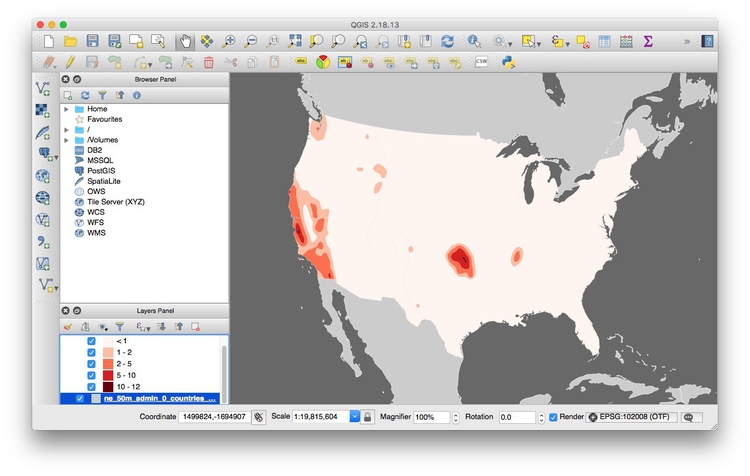 QGIS 2.18.13
CSW
Browser Panel
Home
Favourites
/
/Volumes
DB2
MSSQL
PostGIS
SpatiaLite
OWS
Tile Server (XYZ)
WCS
WFS
WMS
Layers Panel
< 1
1 - 2
2 - 5
5 - 10
10 - 12
ne_50m_admin_0_countries_...
Coordinate 1499824,-1694907 Scale 1:19,815,604 Magnifier 100% Rotation 0.0 Render EPSG:102008 (OTF)